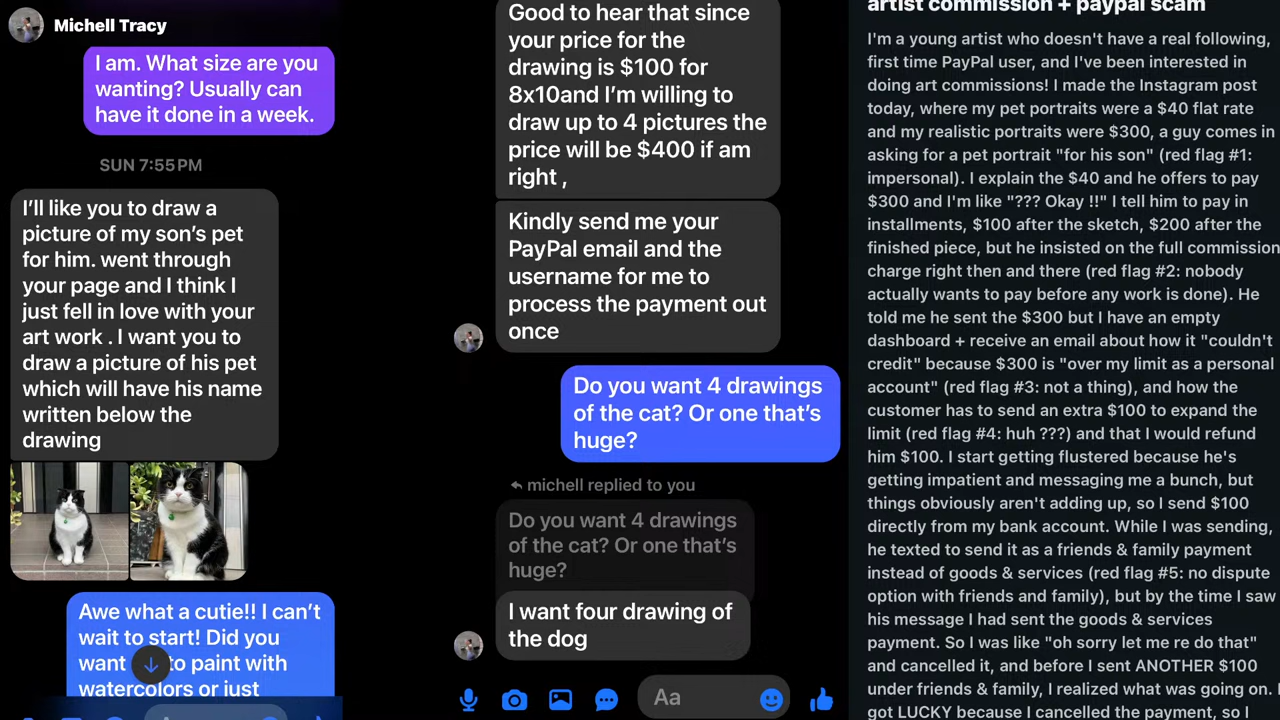 Michell Tracy
I am. What size are you
wanting? Usually can
have it done in a week.
SUN 7:55 PM
I'll like you to draw a
picture of my son's pet
for him. went through
your page and I think I
just fell in love with your
art work . I want you to
draw a picture of his pet
which will have his name
written below the
drawing
Awe what a cutie!! I can't
wait to start! Did you
want to paint with
watercolors or just
Good to hear that since
your price for the
drawing is $100 for
8x10and I'm willing to
draw up to 4 pictures the
price will be $400 if am
right ,
Kindly send me your
PayPal email and the
username for me to
process the payment out
once
Do you want 4 drawings
of the cat? Or one that's
huge?
michell replied to you
Do you want 4 drawings
of the cat? Or one that's
huge?
I want four drawing of
the dog
Aa
artist commission + paypal scam
I'm a young artist who doesn't have a real following,
first time PayPal user, and I've been interested in
doing art commissions! I made the Instagram post
today, where my pet portraits were a $40 flat rate
and my realistic portraits were $300, a guy comes in
asking for a pet portrait "for his son" (red flag #1:
impersonal). I explain the $40 and he offers to pay
$300 and I'm like "??? Okay !!" I tell him to pay in
installments, $100 after the sketch, $200 after the
finished piece, but he insisted on the full commission
charge right then and there (red flag #2: nobody
actually wants to pay before any work is done). He
told me he sent the $300 but I have an empty
dashboard + receive an email about how it "couldn't
credit" because $300 is "over my limit as a personal
account" (red flag #3: not a thing), and how the
customer has to send an extra $100 to expand the
limit (red flag #4: huh ???) and that I would refund
him $100. I start getting flustered because he's
getting impatient and messaging me a bunch, but
things obviously aren't adding up, so I send $100
directly from my bank account. While I was sending,
he texted to send it as a friends & family payment
instead of goods & services (red flag #5: no dispute
option with friends and family), but by the time I saw
his message I had sent the goods & services
payment. So I was like "oh sorry let me re do that"
and cancelled it, and before I sent ANOTHER $100
under friends & family, I realized what was going on. I
got LUCKY because I cancelled the payment, so I